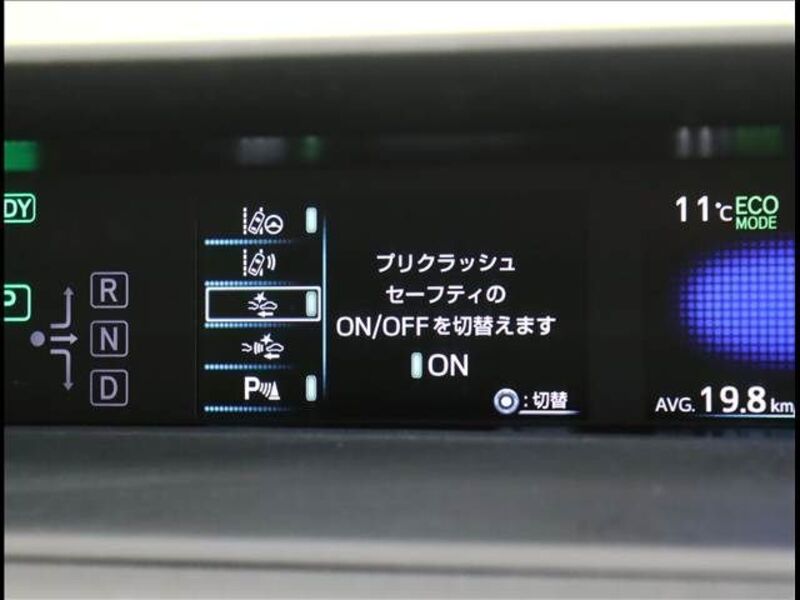 DY
P
R
N
D
プリクラッシュ
セーフティの
ON/OFFを切替えます
ON
:切替
P
11℃
ECO
MODE
AVG. 19.8 km